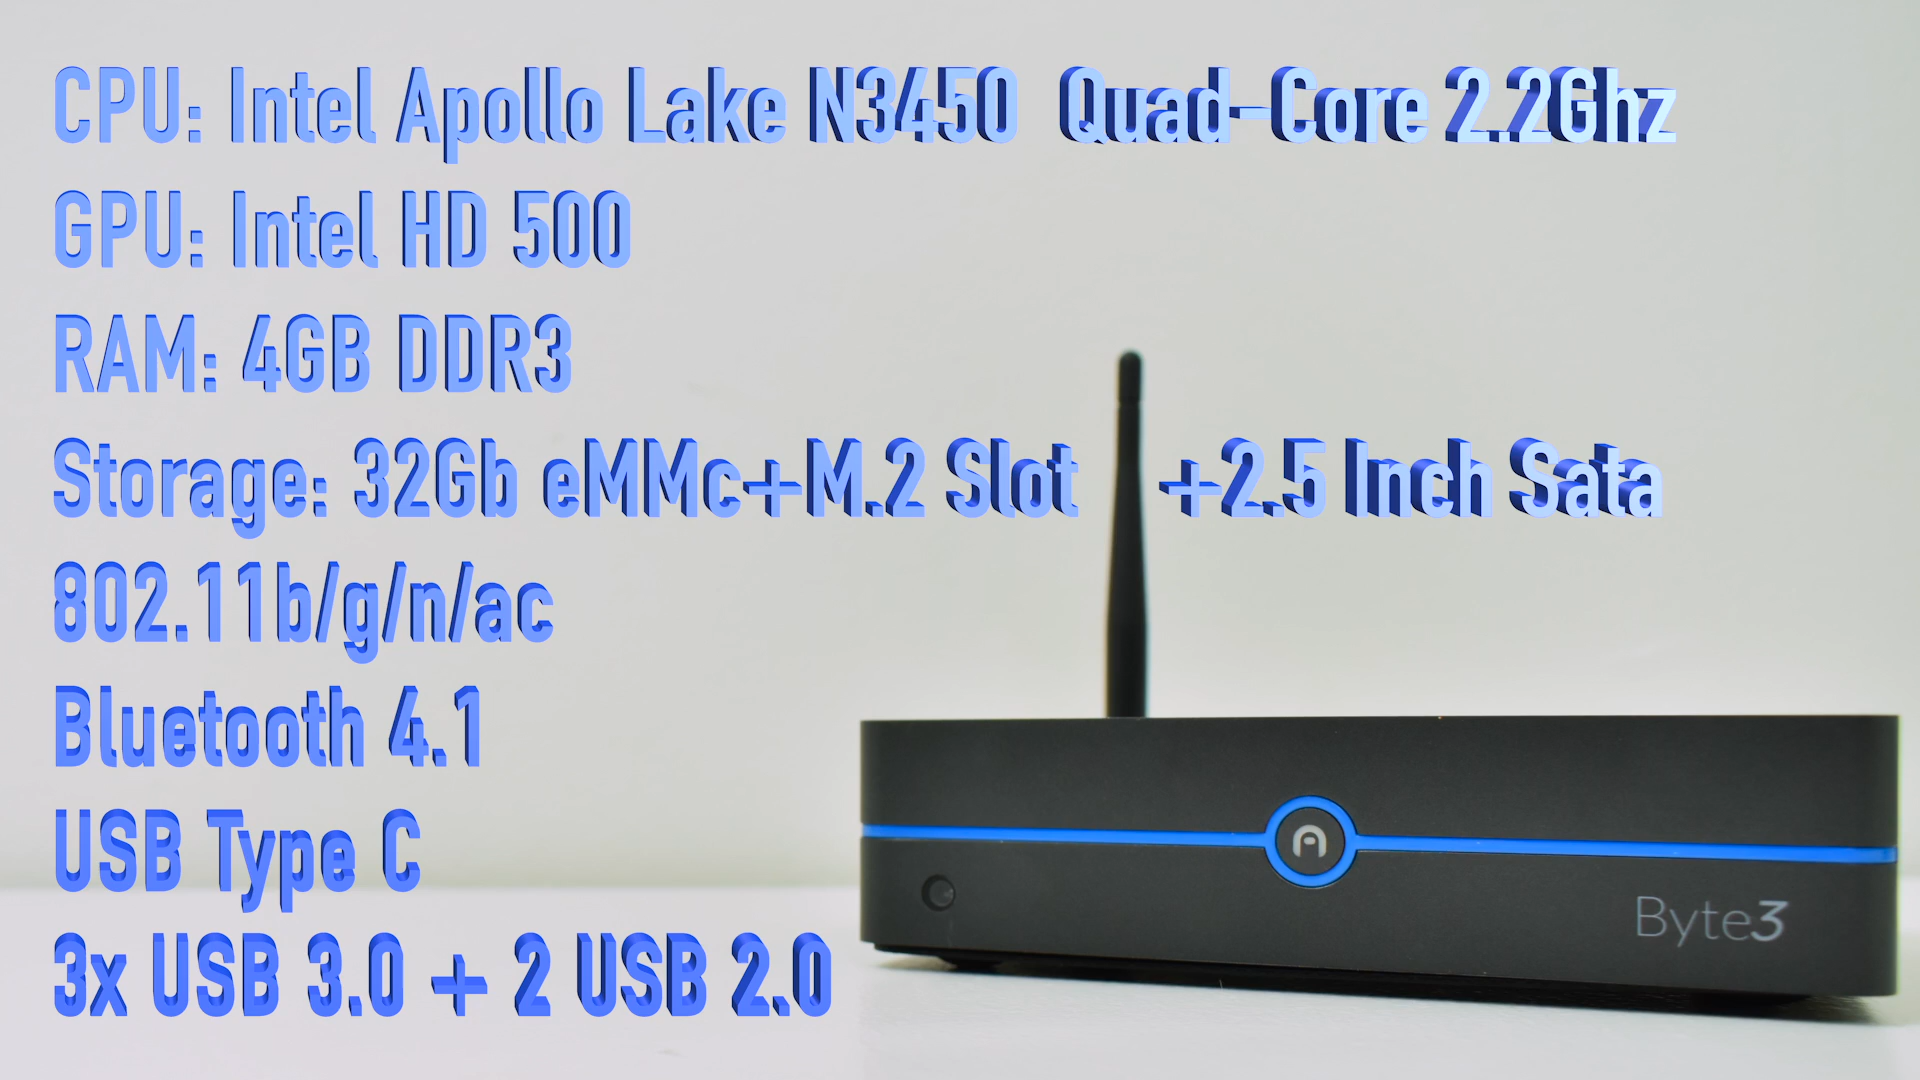 CPU: Intel Apollo Lake N3450 Quad-Core 2.2Ghz
GPU: Intel HD 500
RAM: 4GB DDR3
Storage: 32Gb eMMc+M.2 Slot +2.5 Inch Sata
802.11b/g/n/ac
Bluetooth 4.1
USB Type C
3x USB 3.0 + 2 USB 2.0
Byte3